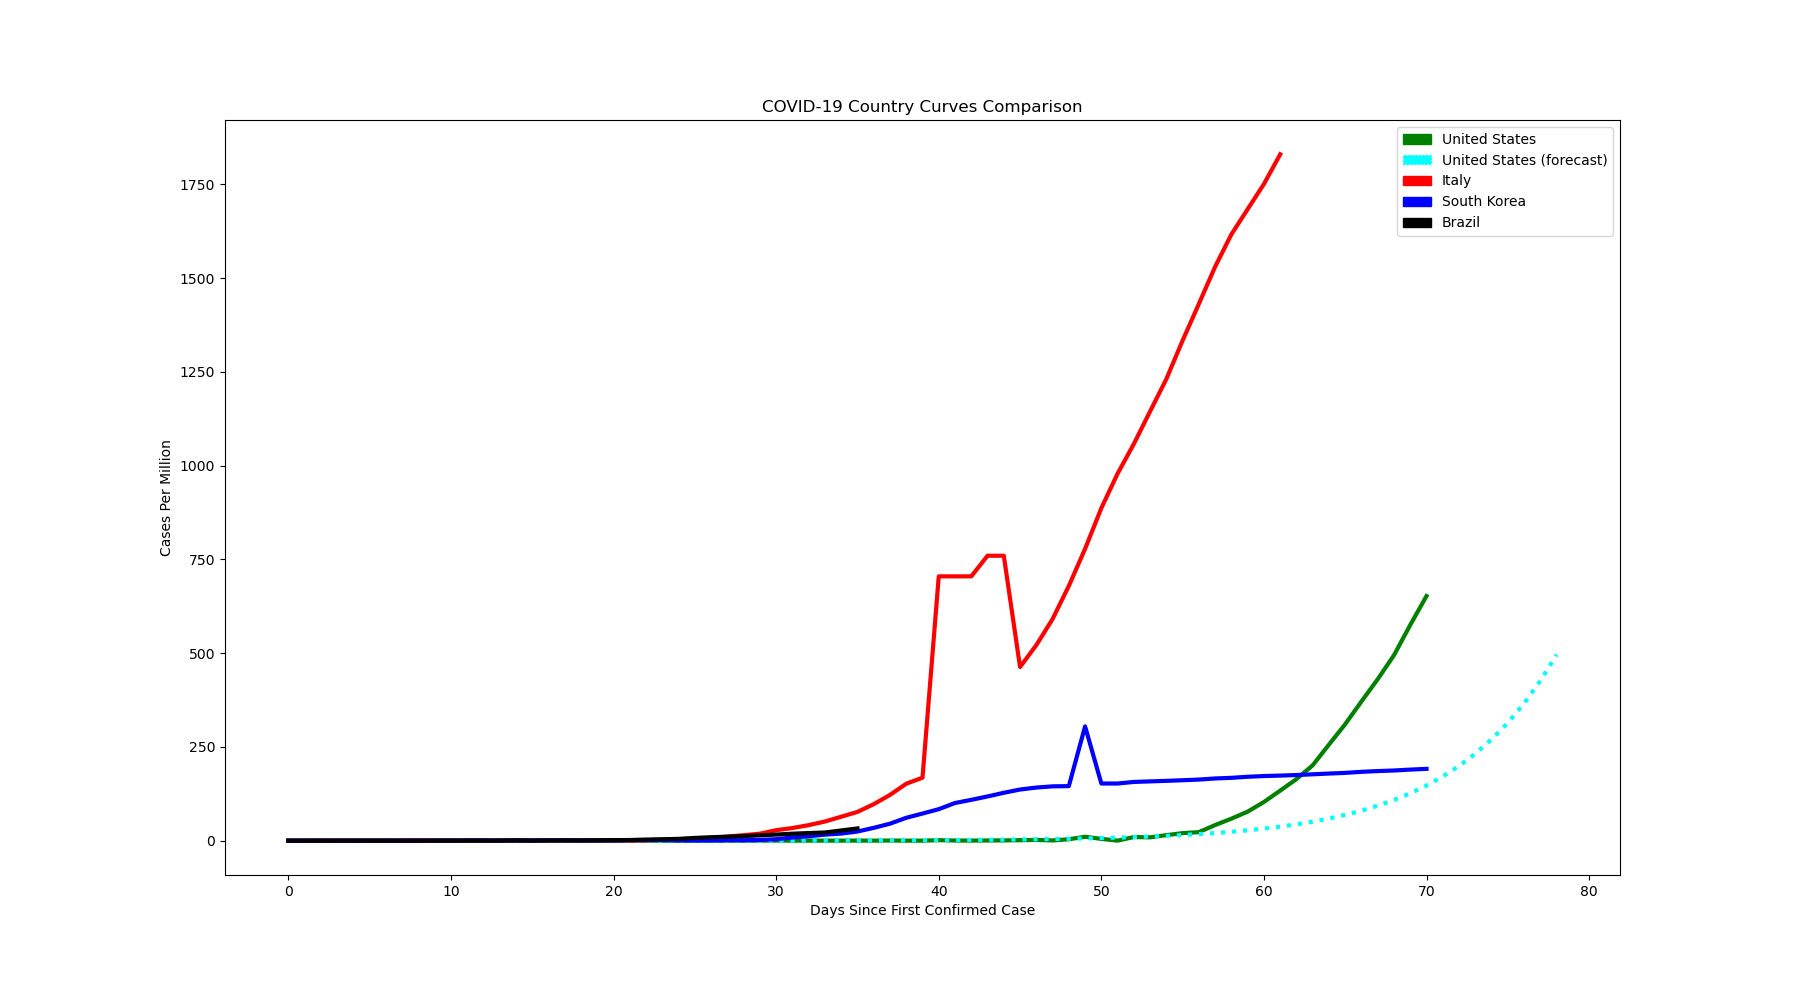 COVID-19 Country Curves Comparison
United States
United States (forecast)
Italy
South Korea
Brazil
1750
1500
1250
1000
750
500
250
0
Cases Per Million
0 10 20 30 40 50 60 70 80
Days Since First Confirmed Case